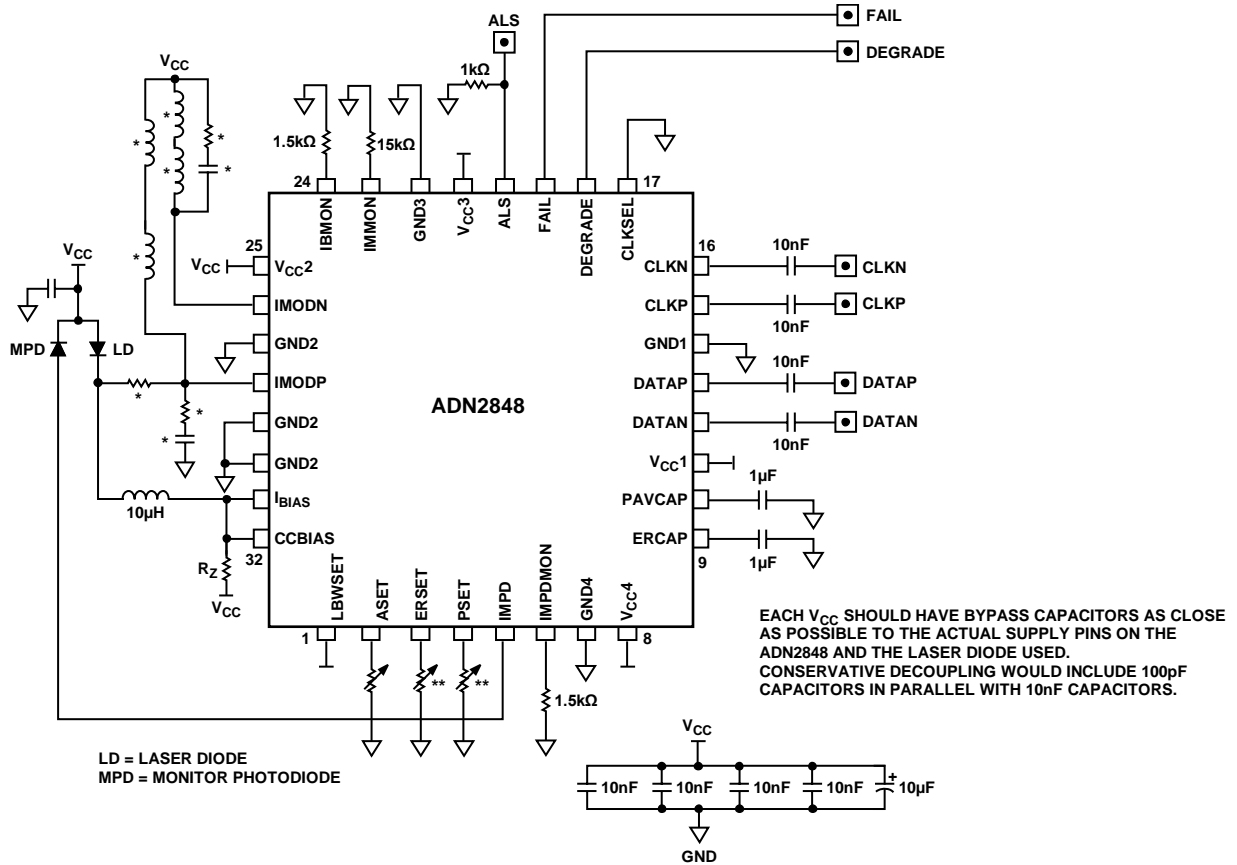 ALS
FAIL
DEGRADE
VCC
1kΩ
1.5kΩ
15kΩ
*
*
*
*
*
*
24
17
IBMON
IMMON
GND3
VCC3
ALS
FAIL
DEGRADE
CLKSEL
VCC
25
VCC
VCC2
IMODN
GND2
IMODP
GND2
GND2
IBIAS
CCBIAS
32
MPD
LD
*
*
*
10µH
RZ
VCC
ADN2848
16
CLKN
10nF
CLKN
CLKP
10nF
CLKP
GND1
DATAP
10nF
DATAP
DATAN
10nF
DATAN
VCC1
PAVCAP
1µF
ERCAP
1µF
9
LBWSET
ASET
ERSET
PSET
IMPD
IMPDMON
GND4
VCC4
1
8
**
**
1.5kΩ
EACH VCC SHOULD HAVE BYPASS CAPACITORS AS CLOSE
AS POSSIBLE TO THE ACTUAL SUPPLY PINS ON THE
ADN2848 AND THE LASER DIODE USED.
CONSERVATIVE DECOUPLING WOULD INCLUDE 100pF
CAPACITORS IN PARALLEL WITH 10nF CAPACITORS.
LD = LASER DIODE
MPD = MONITOR PHOTODIODE
VCC
10nF
10nF
10nF
10nF
+
10µF
GND